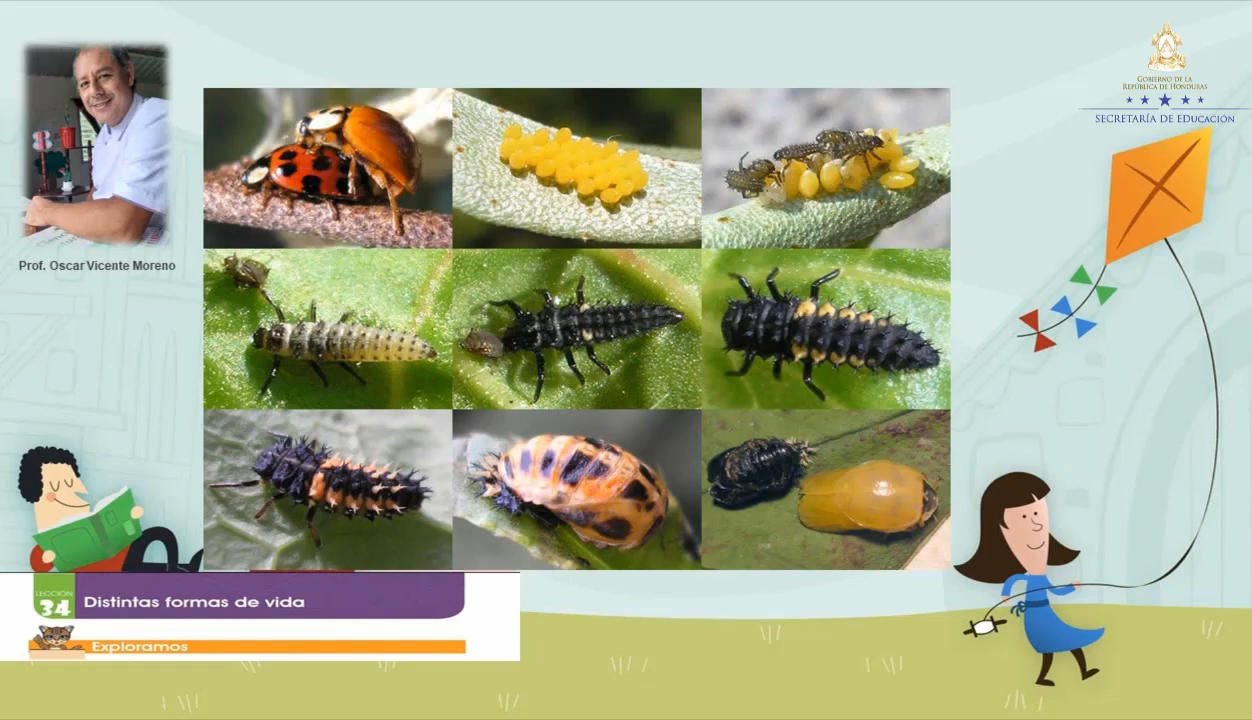 GOBIERNO DE LA
REPÚBLICA DE HONDURAS
SECRETARÍA DE EDUCACIÓN
Prof. Oscar Vicente Moreno
LECCIÓN
34
Distintas formas de vida
Exploramos